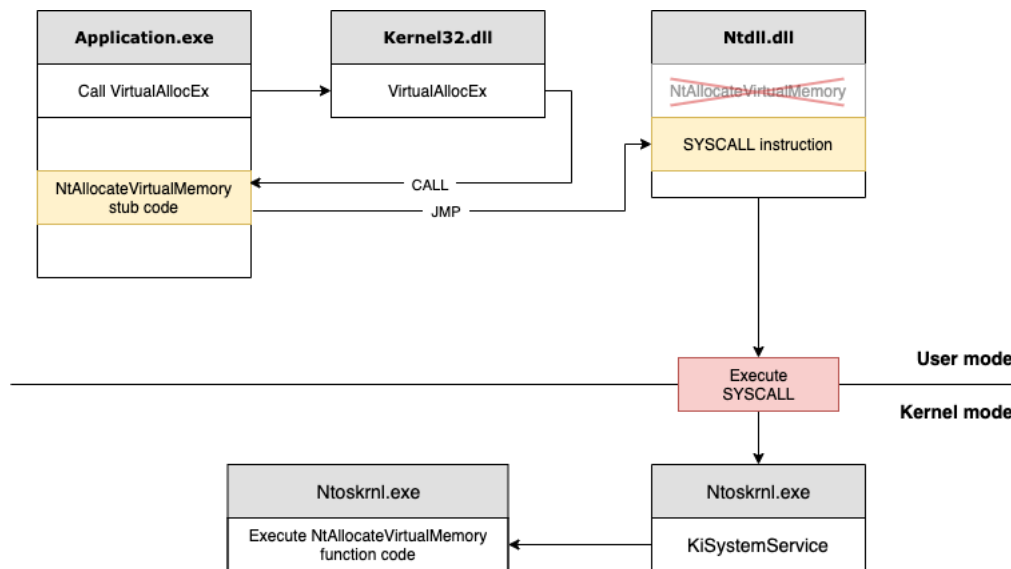 Application.exe
Kernel32.dll
Ntdll.dll
Call VirtualAllocEx
VirtualAllocEx
NtAllocateVirtualMemory
SYSCALL instruction
NtAllocateVirtualMemory
stub code
CALL
JMP
User mode
Execute
SYSCALL
Kernel mode
Ntoskrnl.exe
Ntoskrnl.exe
Execute NtAllocateVirtualMemory
function code
KiSystemService